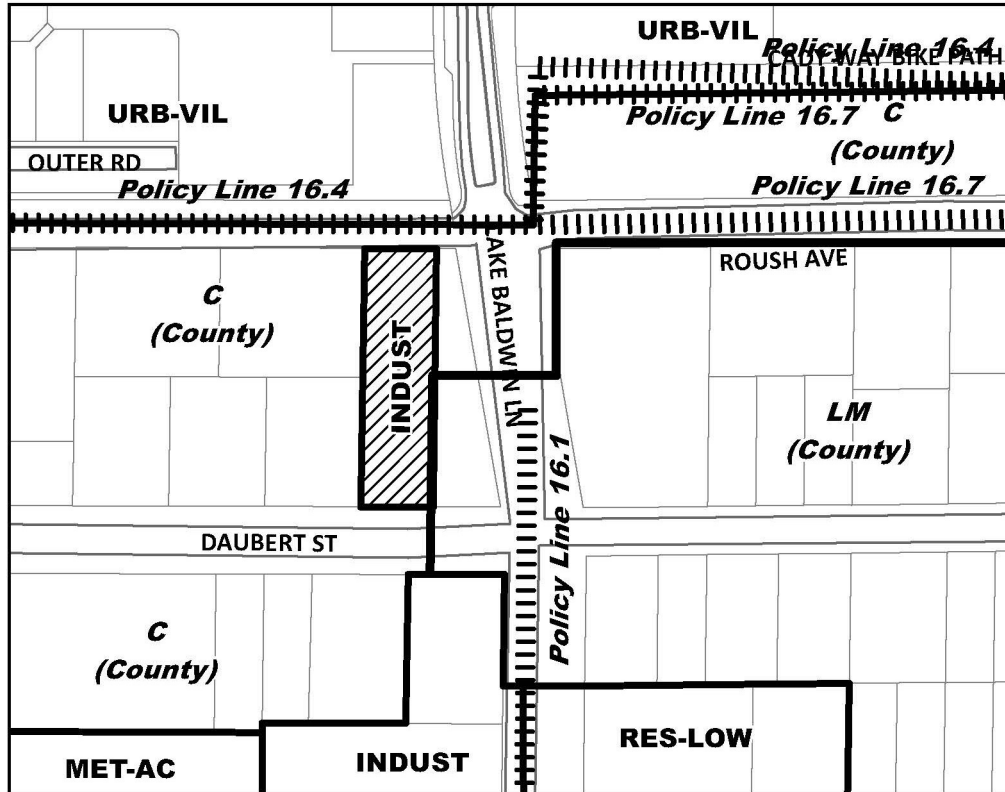 URB-VIL
Policy Line 16.4
CADY WAY BIKE PATH
URB-VIL
Policy Line 16.7
C
(County)
OUTER RD
Policy Line 16.4
Policy Line 16.7
ROUSH AVE
LAKE BALDWIN LN
C
(County)
INDUST
LM
(County)
Policy Line 16.1
DAUBERT ST
C
(County)
RES-LOW
MET-AC
INDUST